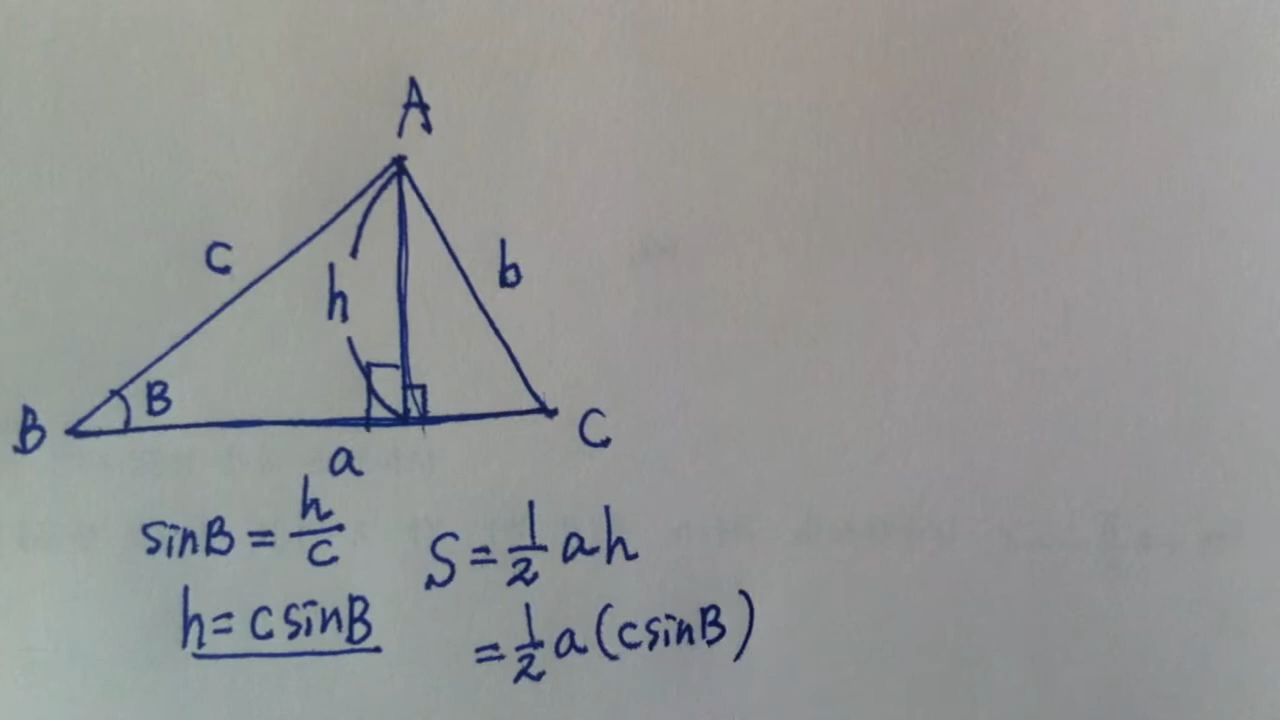 A
c
h
b
B
B
C
a
sinB = h/c
S = 1/2 ah
h = c sinB
= 1/2 a (c sinB)